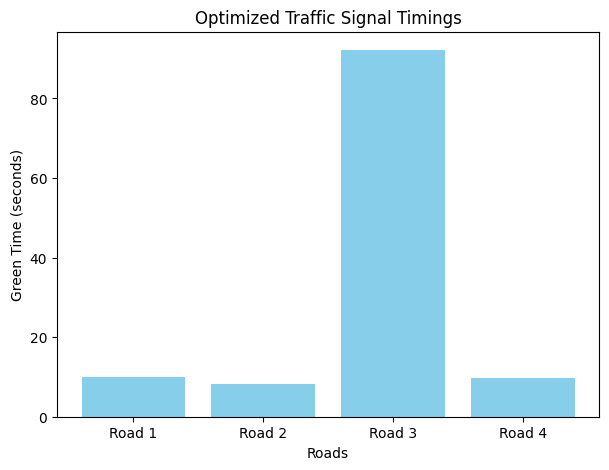 Optimized Traffic Signal Timings
Green Time (seconds)
80
60
40
20
0
Road 1 Road 2 Road 3 Road 4
Roads